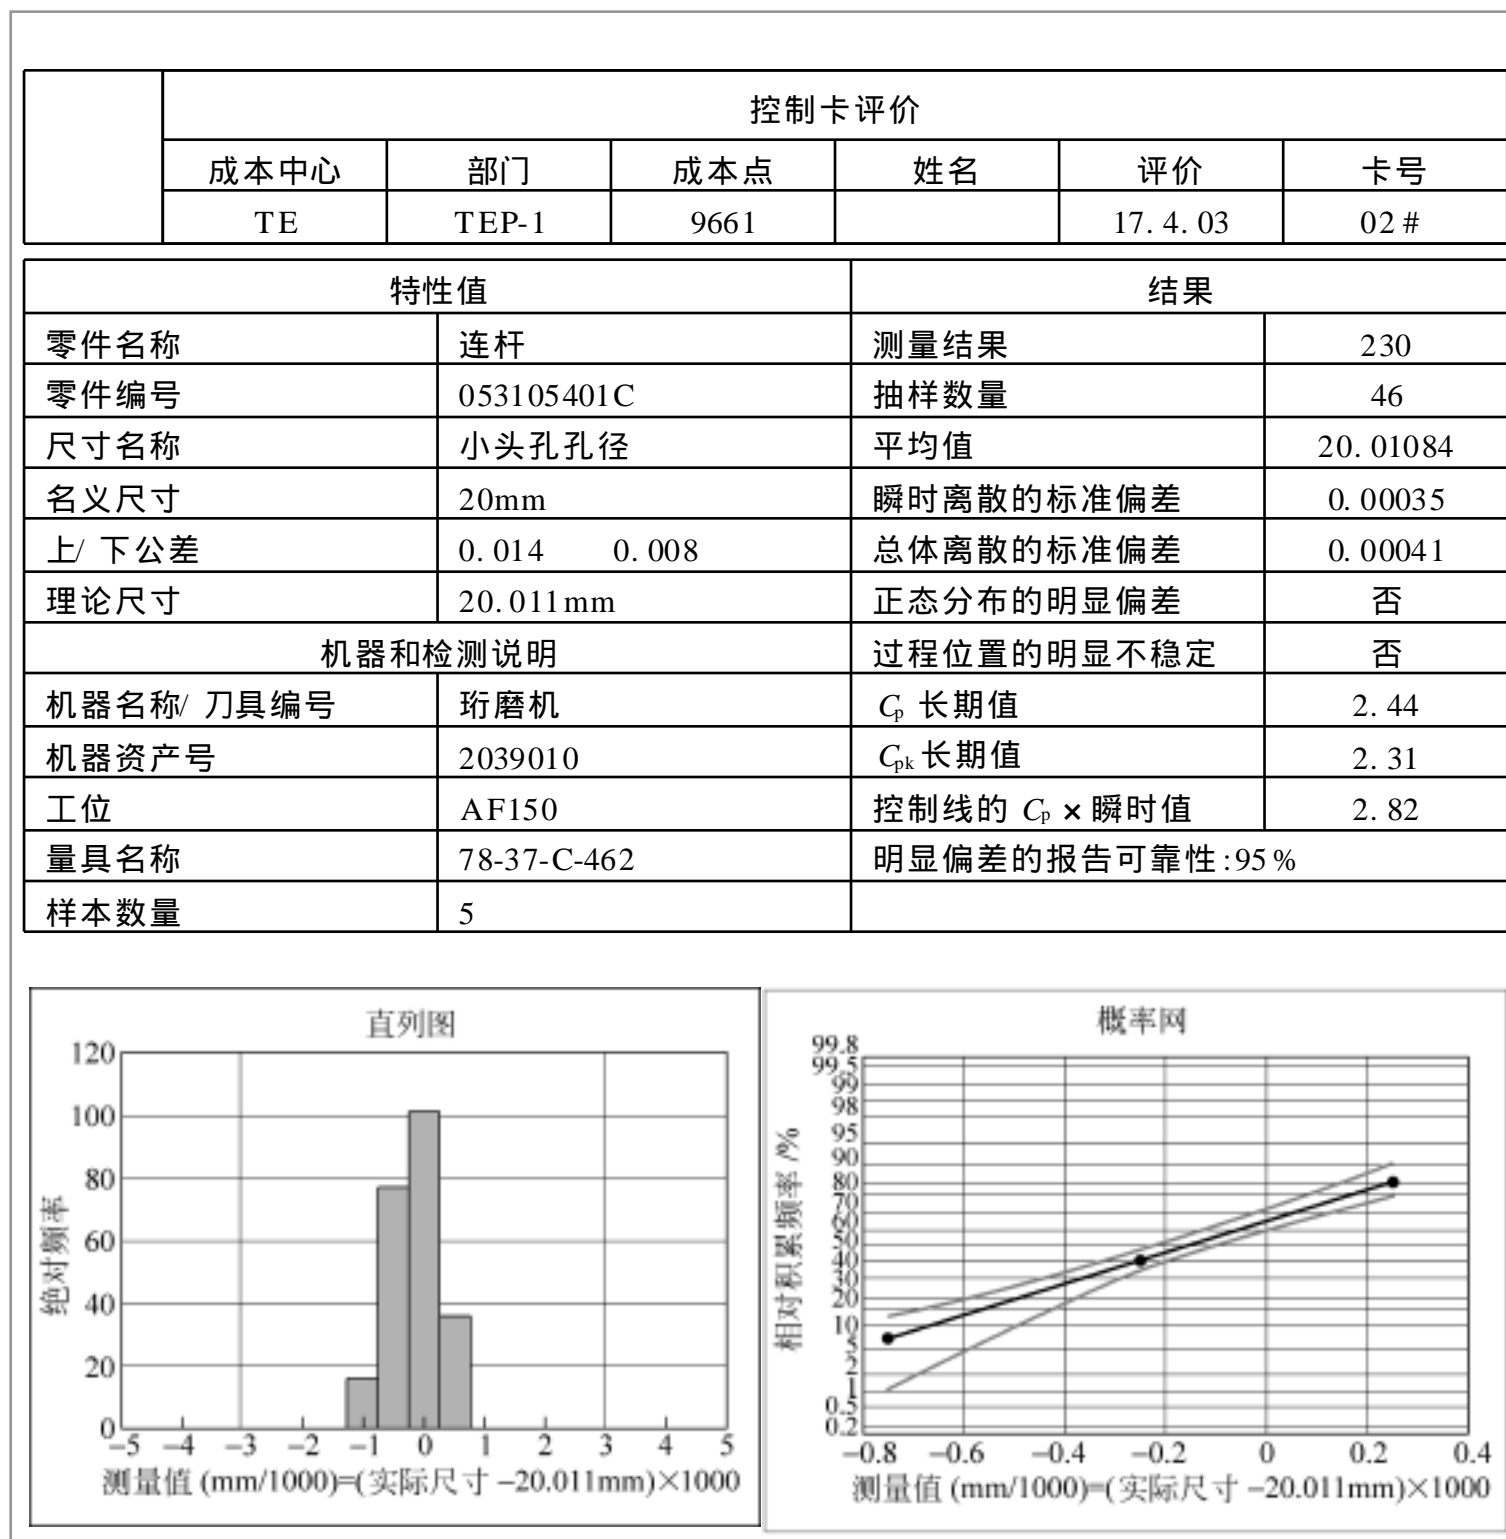 控制卡评价
成本中心 部门 成本点 姓名 评价 卡号
TE TEP-1 9661 17. 4. 03 02 #
特性值 结果
零件名称 连杆 测量结果 230
零件编号 053105401C 抽样数量 46
尺寸名称 小头孔孔径 平均值 20. 01084
名义尺寸 20mm 瞬时离散的标准偏差 0. 00035
上/ 下公差 0. 014 0. 008 总体离散的标准偏差 0. 00041
理论尺寸 20. 011mm 正态分布的明显偏差 否
机器和检测说明 过程位置的明显不稳定 否
机器名称/ 刀具编号 珩磨机 Cp 长期值 2. 44
机器资产号 2039010 Cpk 长期值 2. 31
工位 AF150 控制线的 Cp × 瞬时值 2. 82
量具名称 78-37-C-462 明显偏差的报告可靠性:95 %
样本数量 5
直列图
120
100
80
60
40
20
0
绝对频率
–5 –4 –3 –2 –1 0 1 2 3 4 5
测量值 (mm/1000)=(实际尺寸 –20.011mm)×1000
概率网
99.8
99.5
99
98
95
90
80
70
60
50
40
30
20
10
5
2
1
0.5
0.2
相对积累频率 /%
–0.8 –0.6 –0.4 –0.2 0 0.2 0.4
测量值 (mm/1000)=(实际尺寸 –20.011mm)×1000